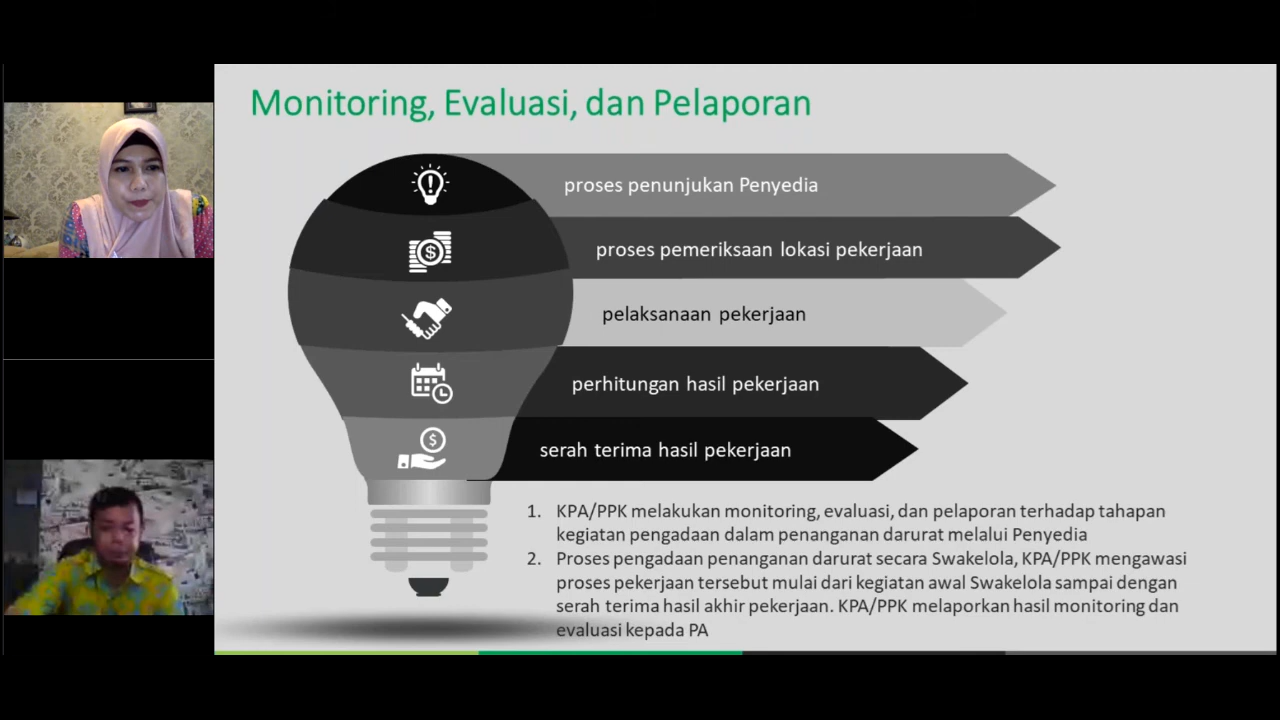 Monitoring, Evaluasi, dan Pelaporan
proses penunjukan Penyedia
proses pemeriksaan lokasi pekerjaan
pelaksanaan pekerjaan
perhitungan hasil pekerjaan
serah terima hasil pekerjaan
1. KPA/PPK melakukan monitoring, evaluasi, dan pelaporan terhadap tahapan
kegiatan pengadaan dalam penanganan darurat melalui Penyedia
2. Proses pengadaan penanganan darurat secara Swakelola, KPA/PPK mengawasi
proses pekerjaan tersebut mulai dari kegiatan awal Swakelola sampai dengan
serah terima hasil akhir pekerjaan. KPA/PPK melaporkan hasil monitoring dan
evaluasi kepada PA